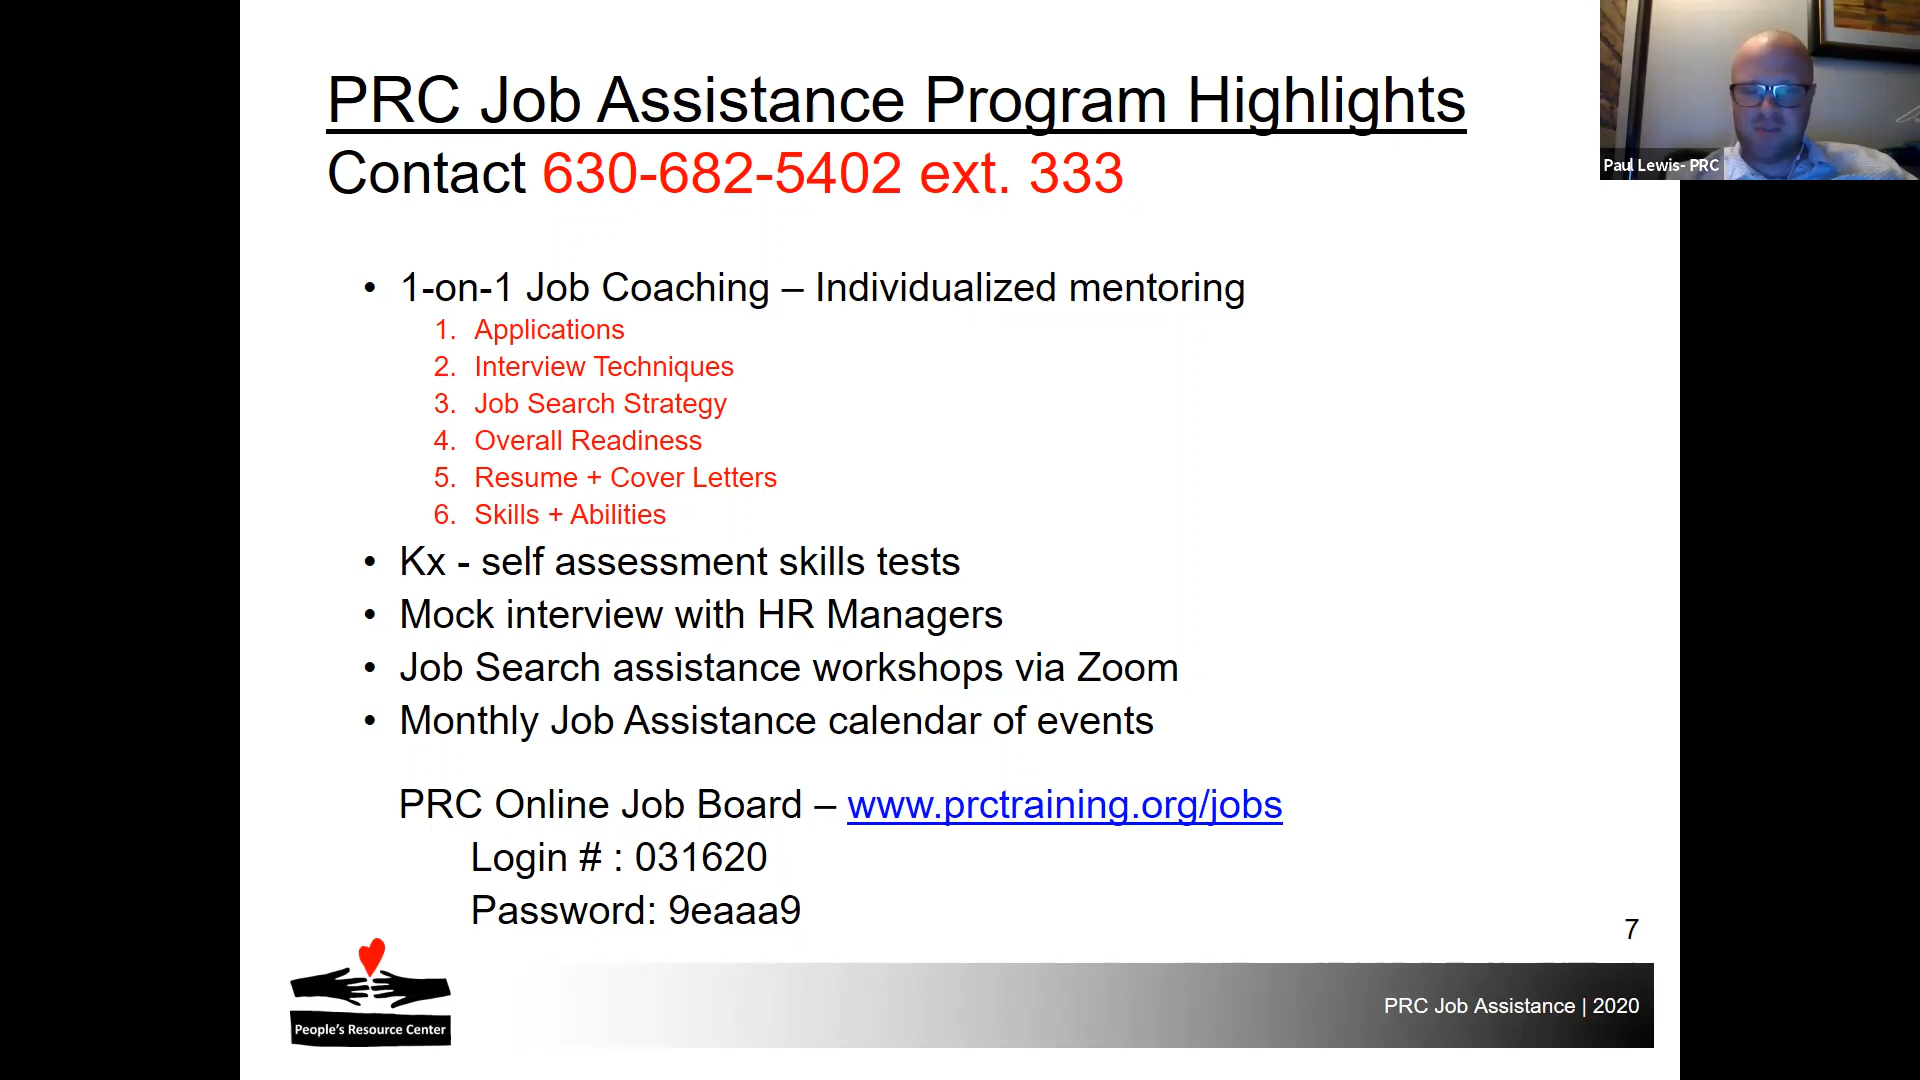 PRC Job Assistance Program Highlights
Contact 630-682-5402 ext. 333
Paul Lewis- PRC
• 1-on-1 Job Coaching – Individualized mentoring
1. Applications
2. Interview Techniques
3. Job Search Strategy
4. Overall Readiness
5. Resume + Cover Letters
6. Skills + Abilities
• Kx - self assessment skills tests
• Mock interview with HR Managers
• Job Search assistance workshops via Zoom
• Monthly Job Assistance calendar of events
PRC Online Job Board – www.prctraining.org/jobs
Login # : 031620
Password: 9eaaa9
7
People's Resource Center
PRC Job Assistance | 2020